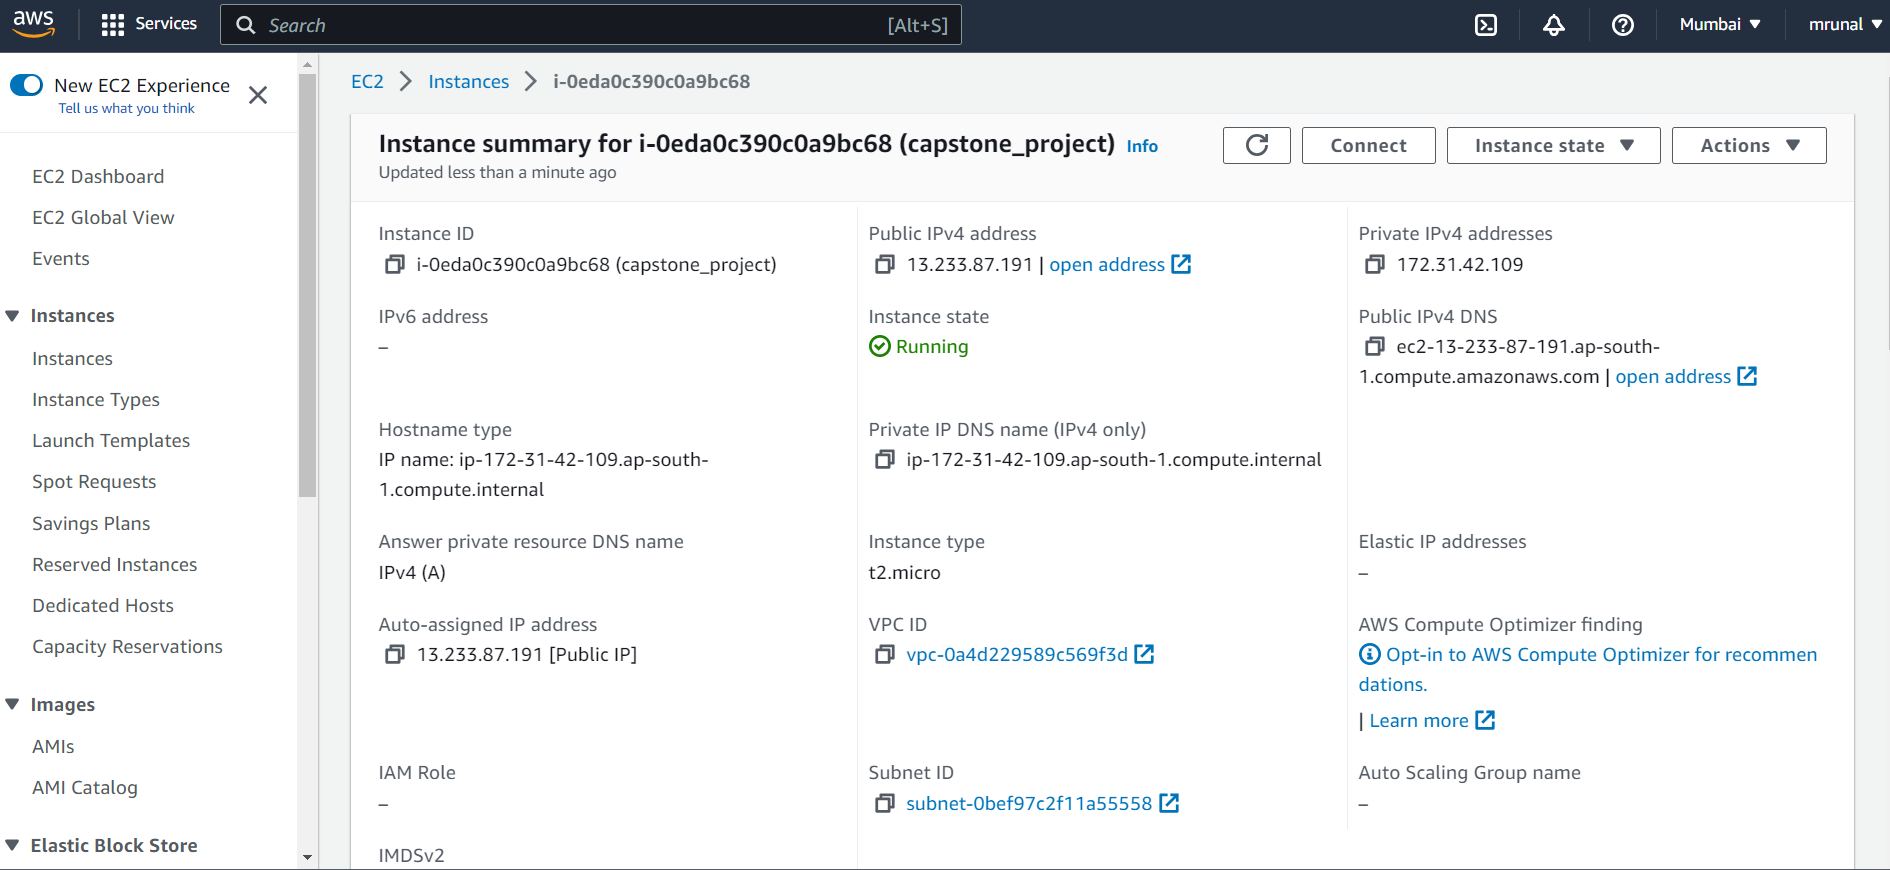 aws
Services
Search [Alt+S]
Mumbai ▼
mrunal ▼
New EC2 Experience
Tell us what you think
EC2 Dashboard
EC2 Global View
Events
Instances
Instances
Instance Types
Launch Templates
Spot Requests
Savings Plans
Reserved Instances
Dedicated Hosts
Capacity Reservations
Images
AMIs
AMI Catalog
Elastic Block Store
EC2 > Instances > i-0eda0c390c0a9bc68
Instance summary for i-0eda0c390c0a9bc68 (capstone_project) Info
Updated less than a minute ago
Connect
Instance state ▼
Actions ▼
Instance ID
i-0eda0c390c0a9bc68 (capstone_project)
Public IPv4 address
13.233.87.191 | open address
Private IPv4 addresses
172.31.42.109
IPv6 address
–
Instance state
Running
Public IPv4 DNS
ec2-13-233-87-191.ap-south-
1.compute.amazonaws.com | open address
Hostname type
IP name: ip-172-31-42-109.ap-south-
1.compute.internal
Private IP DNS name (IPv4 only)
ip-172-31-42-109.ap-south-1.compute.internal
Answer private resource DNS name
IPv4 (A)
Instance type
t2.micro
Elastic IP addresses
–
Auto-assigned IP address
13.233.87.191 [Public IP]
VPC ID
vpc-0a4d229589c569f3d
AWS Compute Optimizer finding
Opt-in to AWS Compute Optimizer for recommen
dations.
| Learn more
IAM Role
–
Subnet ID
subnet-0bef97c2f11a55558
Auto Scaling Group name
–
IMDSv2